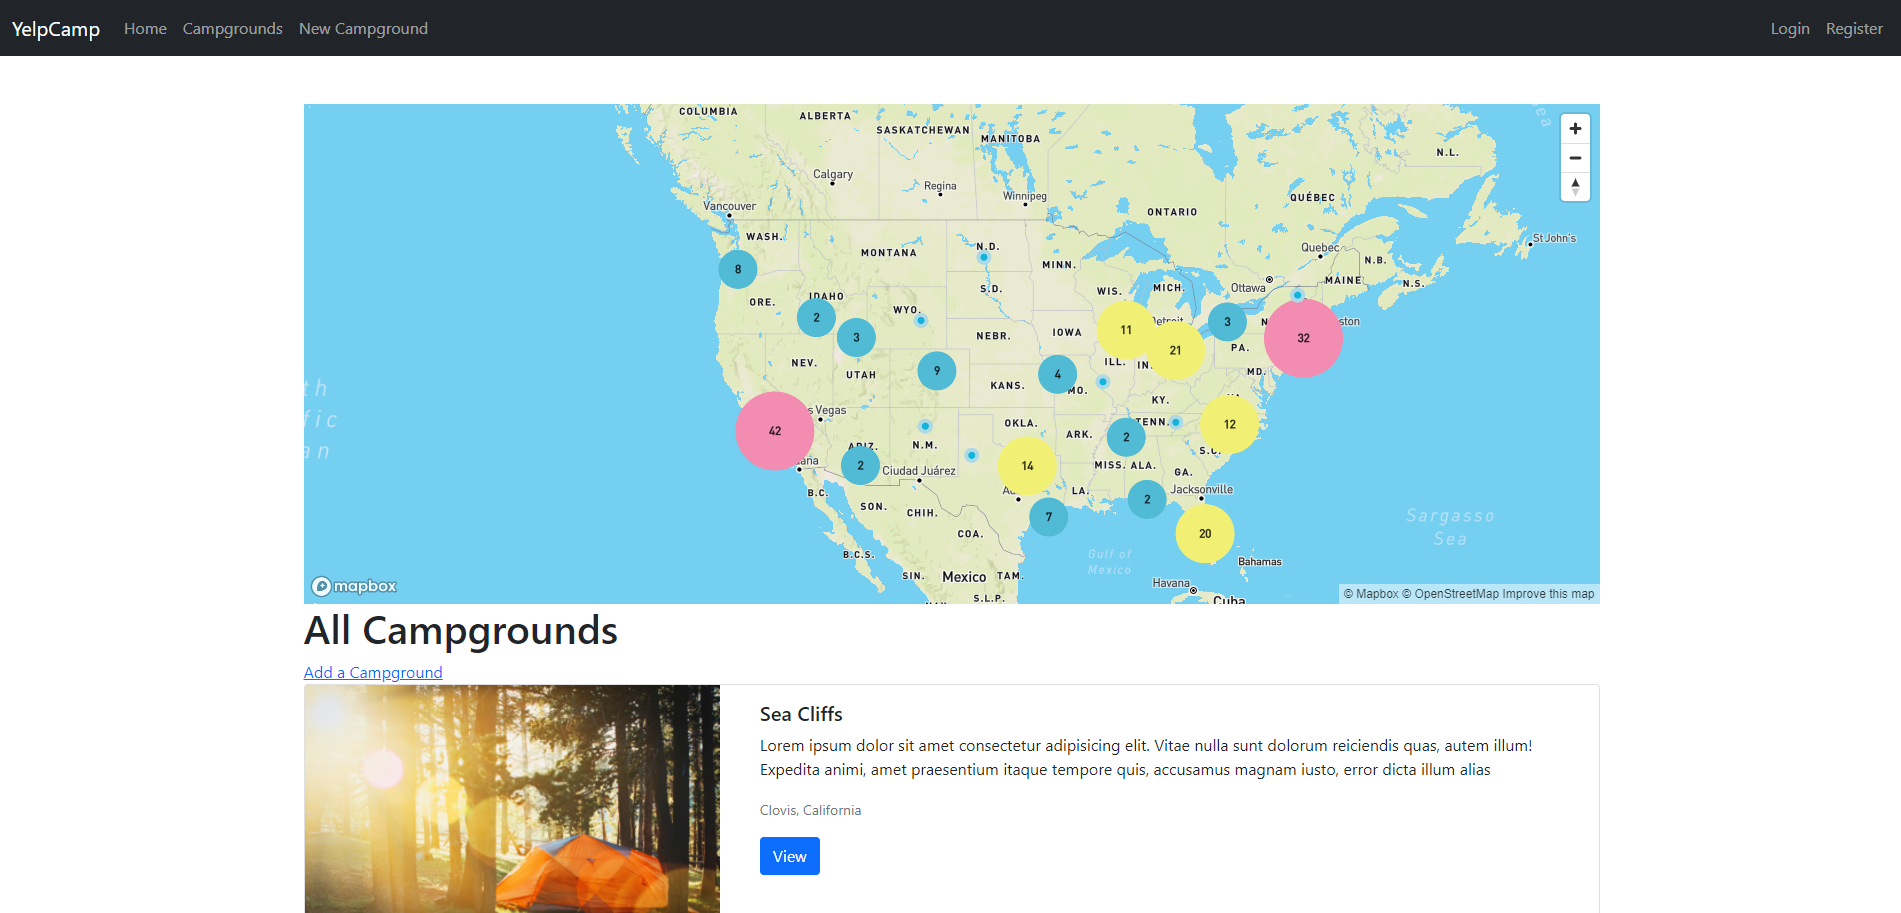 YelpCamp Home Campgrounds New Campground Login Register
COLUMBIA
ALBERTA
SASKATCHEWAN
MANITOBA
N.L.
Calgary
Regina
Winnipeg
Vancouver
ONTARIO
QUÉBEC
WASH.
MONTANA
N.D.
MINN.
Quebec
N.B.
St John's
8
ORE.
IDAHO
WYO.
S.D.
WIS.
MICH.
Ottawa
MAINE
N.S.
2
3
NEBR.
IOWA
11
Detroit
21
3
32
PA.
NEV.
UTAH
9
KANS.
4
MO.
ILL.
IN.
MD.
KY.
42
s Vegas
ARIZ.
N.M.
OKLA.
ARK.
TENN.
2
12
S.C.
2
Ciudad Juárez
14
MISS. ALA.
GA.
LA.
2
Jacksonville
B.C.
SON.
CHIH.
7
20
COA.
B.C.S.
SIN.
Mexico
TAM.
S.L.P.
Gulf of
Mexico
Bahamas
Havana
Cuba
Sargasso
Sea
mapbox
© Mapbox © OpenStreetMap Improve this map
All Campgrounds
Add a Campground
Sea Cliffs
Lorem ipsum dolor sit amet consectetur adipisicing elit. Vitae nulla sunt dolorum reiciendis quas, autem illum!
Expedita animi, amet praesentium itaque tempore quis, accusamus magnam iusto, error dicta illum alias
Clovis, California
View